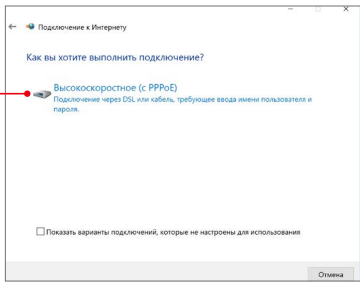 Подключение к Интернету
Как вы хотите выполнить подключение?
Высокоскоростное (с PPPoE)
Подключение через DSL или кабель, требующее ввода имени пользователя и
пароля.
Показать варианты подключений, которые не настроены для использования
Отмена